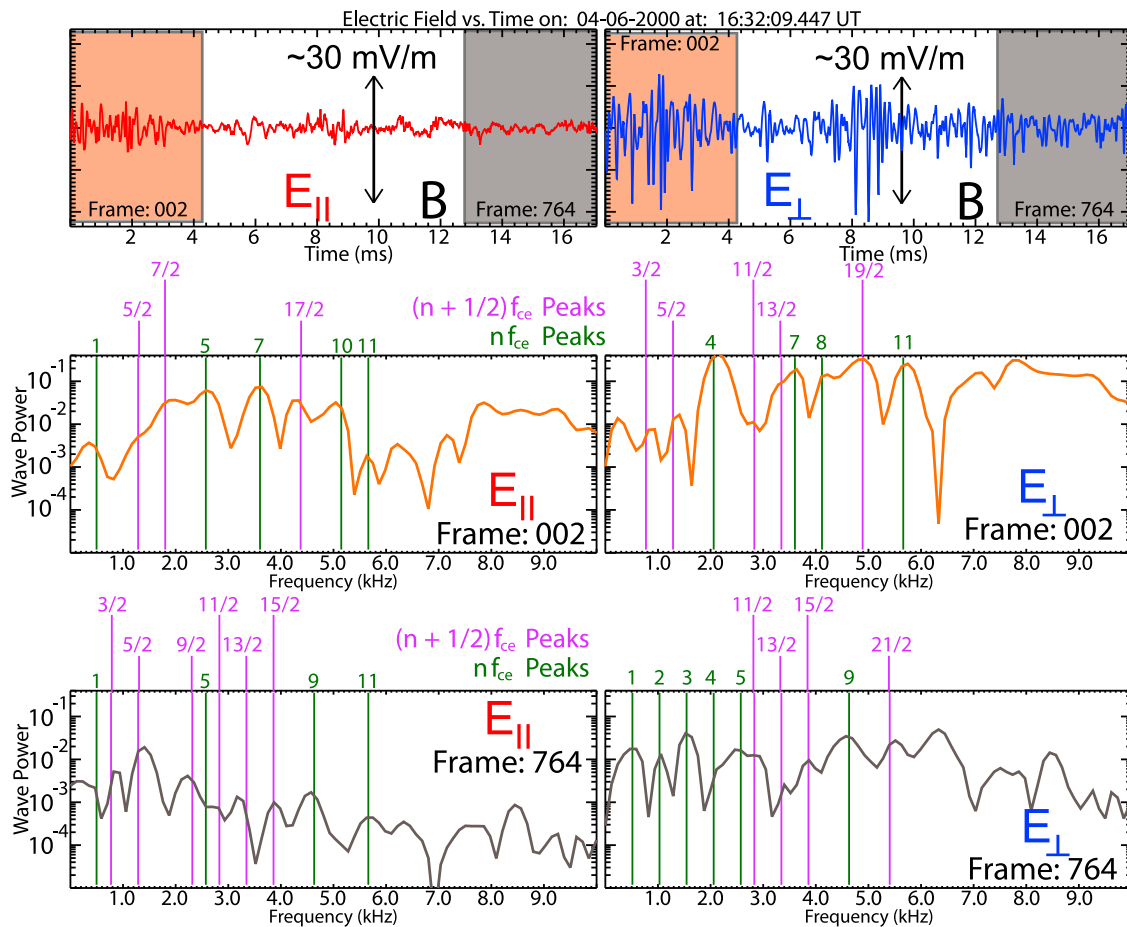 Electric Field vs. Time on: 04-06-2000 at: 16:32:09.447 UT
Frame: 002
~30 mV/m
E||
B
Frame: 764
2 4 6 8 10 12 14 16
Time (ms)
Frame: 002
~30 mV/m
E⊥
B
Frame: 764
2 4 6 8 10 12 14 16
Time (ms)
7/2
5/2 17/2
(n + 1/2)fce Peaks
nfce Peaks
1 5 7 10 11
Wave Power
10-1
10-2
10-3
10-4
E||
Frame: 002
1.0 2.0 3.0 4.0 5.0 6.0 7.0 8.0 9.0
Frequency (kHz)
3/2 11/2 19/2
5/2 13/2
4 7 8 11
E⊥
Frame: 002
1.0 2.0 3.0 4.0 5.0 6.0 7.0 8.0 9.0
Frequency (kHz)
3/2 11/2 15/2
5/2 9/2 13/2
(n + 1/2)fce Peaks
nfce Peaks
1 5 9 11
Wave Power
10-1
10-2
10-3
10-4
E||
Frame: 764
1.0 2.0 3.0 4.0 5.0 6.0 7.0 8.0 9.0
Frequency (kHz)
11/2 15/2
13/2 21/2
1 2 3 4 5 9
E⊥
Frame: 764
1.0 2.0 3.0 4.0 5.0 6.0 7.0 8.0 9.0
Frequency (kHz)